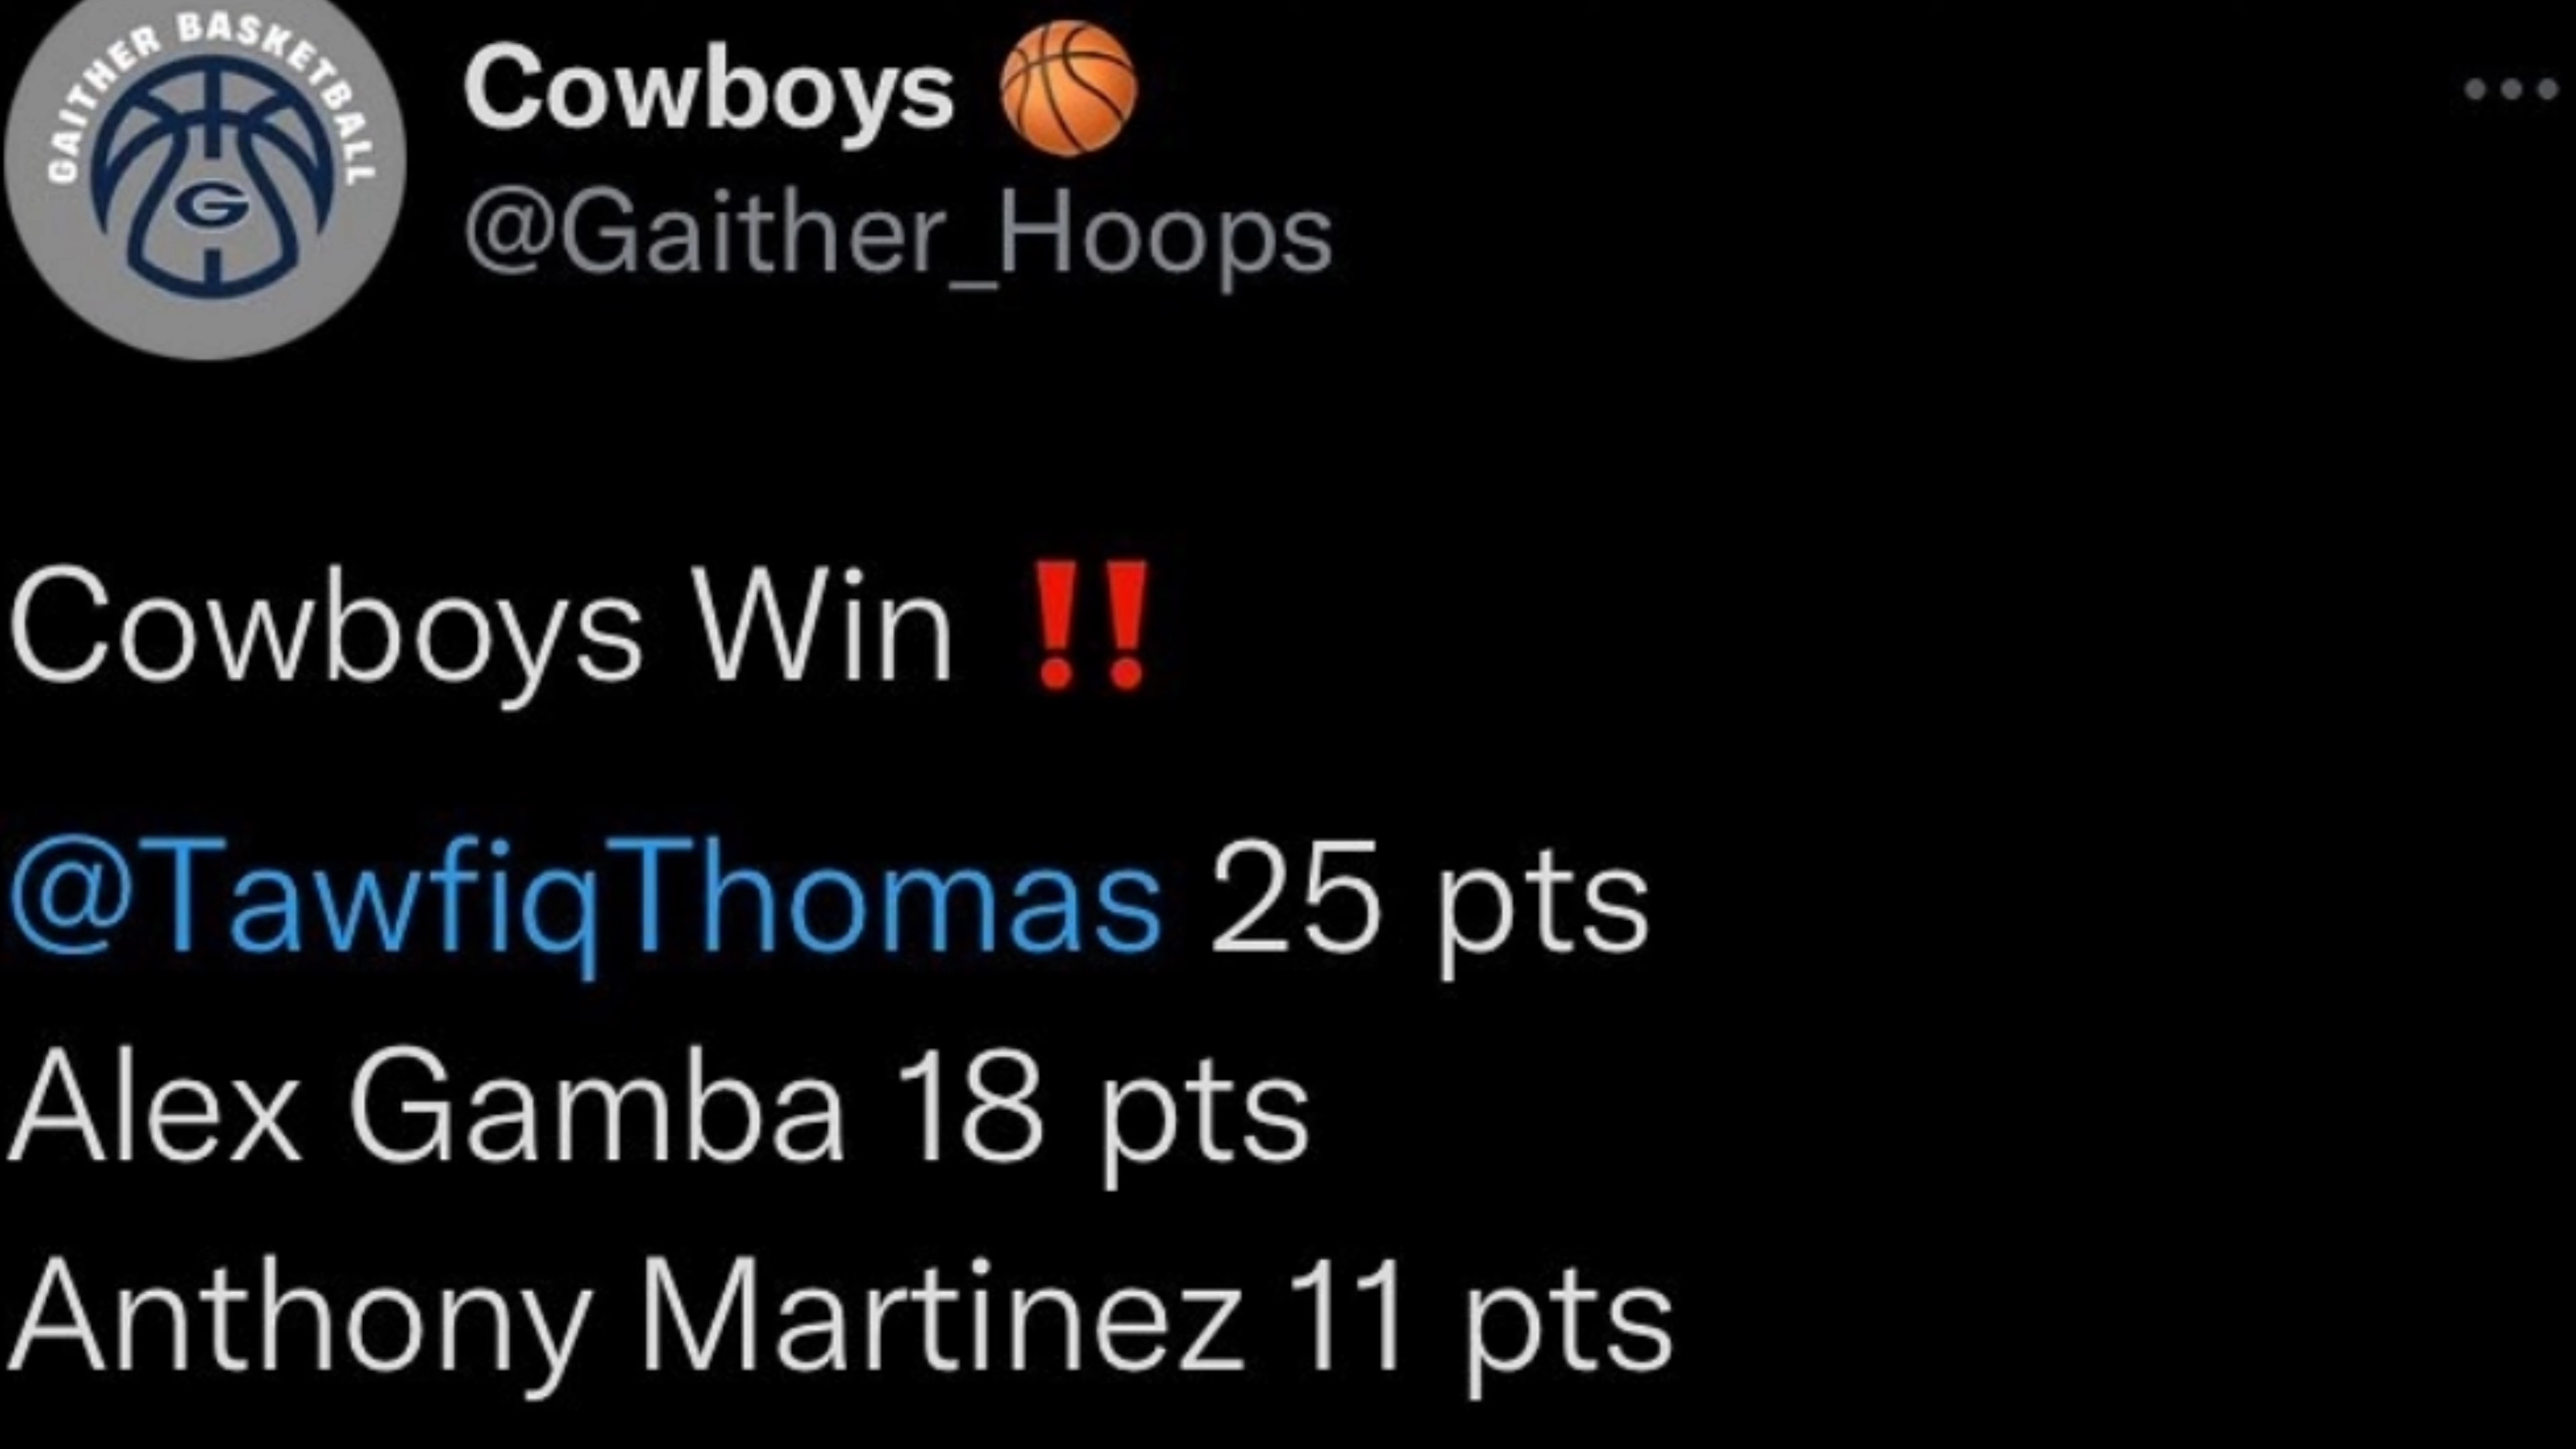 GAITHER BASKETBALL
G
Cowboys 🏀
@Gaither_Hoops
Cowboys Win ‼️
@TawfiqThomas 25 pts
Alex Gamba 18 pts
Anthony Martinez 11 pts